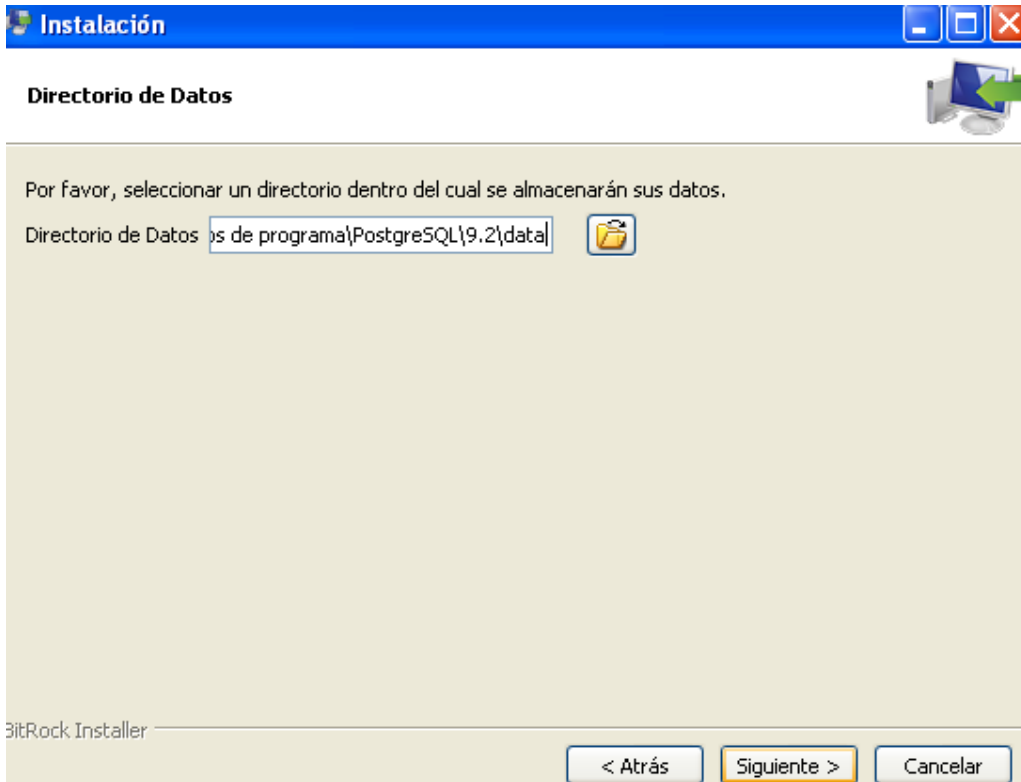 Instalación
Directorio de Datos
Por favor, seleccionar un directorio dentro del cual se almacenarán sus datos.
Directorio de Datos os de programa\PostgreSQL\9.2\data
BitRock Installer
< Atrás Siguiente > Cancelar